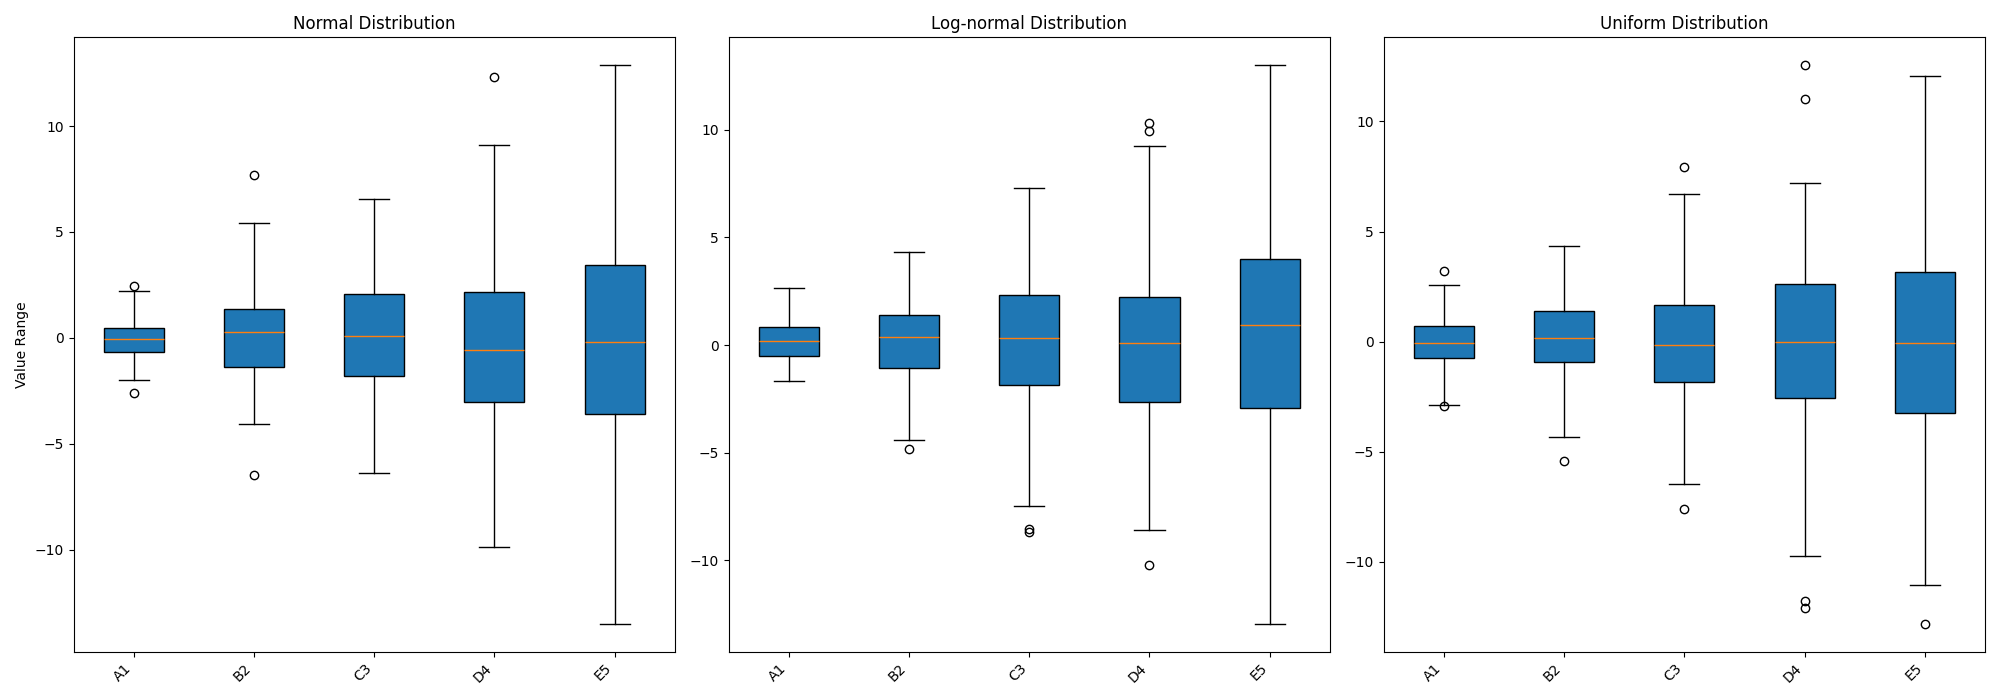 Normal Distribution
Value Range
10
5
0
−5
−10
A1
B2
C3
D4
E5
Log-normal Distribution
10
5
0
−5
−10
A1
B2
C3
D4
E5
Uniform Distribution
10
5
0
−5
−10
A1
B2
C3
D4
E5